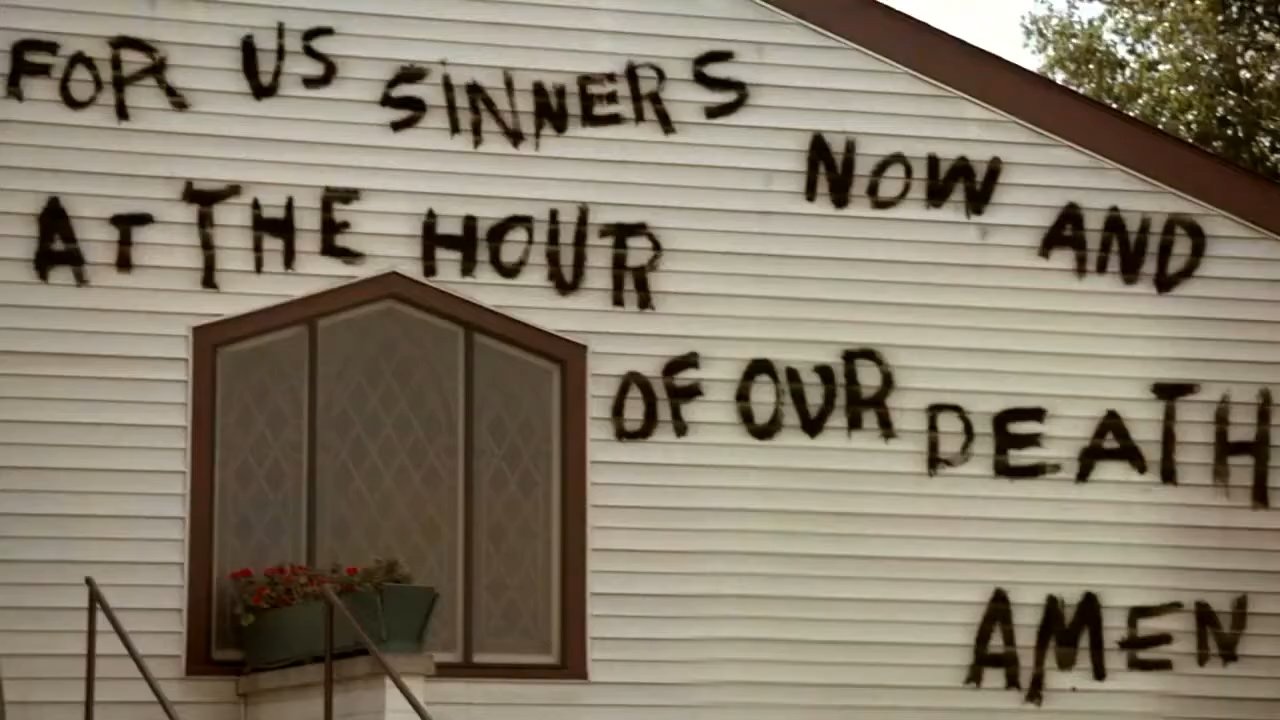 FOR US SINNERS NOW AND
AT THE HOUR
OF OUR DEATH
AMEN